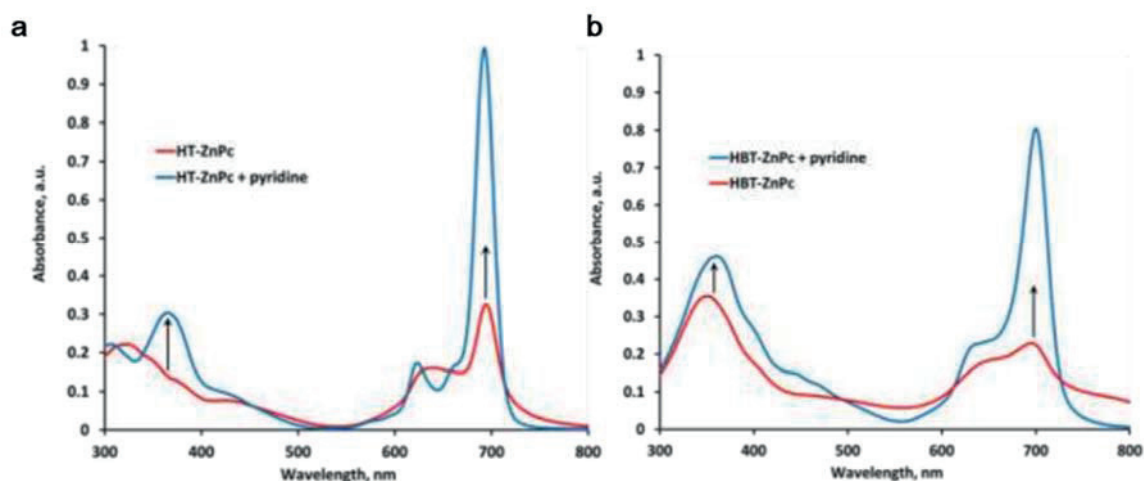 a
1
0.9
0.8
0.7
0.6
0.5
0.4
0.3
0.2
0.1
0
Absorbance, a.u.
HT-ZnPc
HT-ZnPc + pyridine
300 400 500 600 700 800
Wavelength, nm
b
1
0.9
0.8
0.7
0.6
0.5
0.4
0.3
0.2
0.1
0
Absorbance, a.u.
HBT-ZnPc + pyridine
HBT-ZnPc
300 400 500 600 700 800
Wavelength, nm